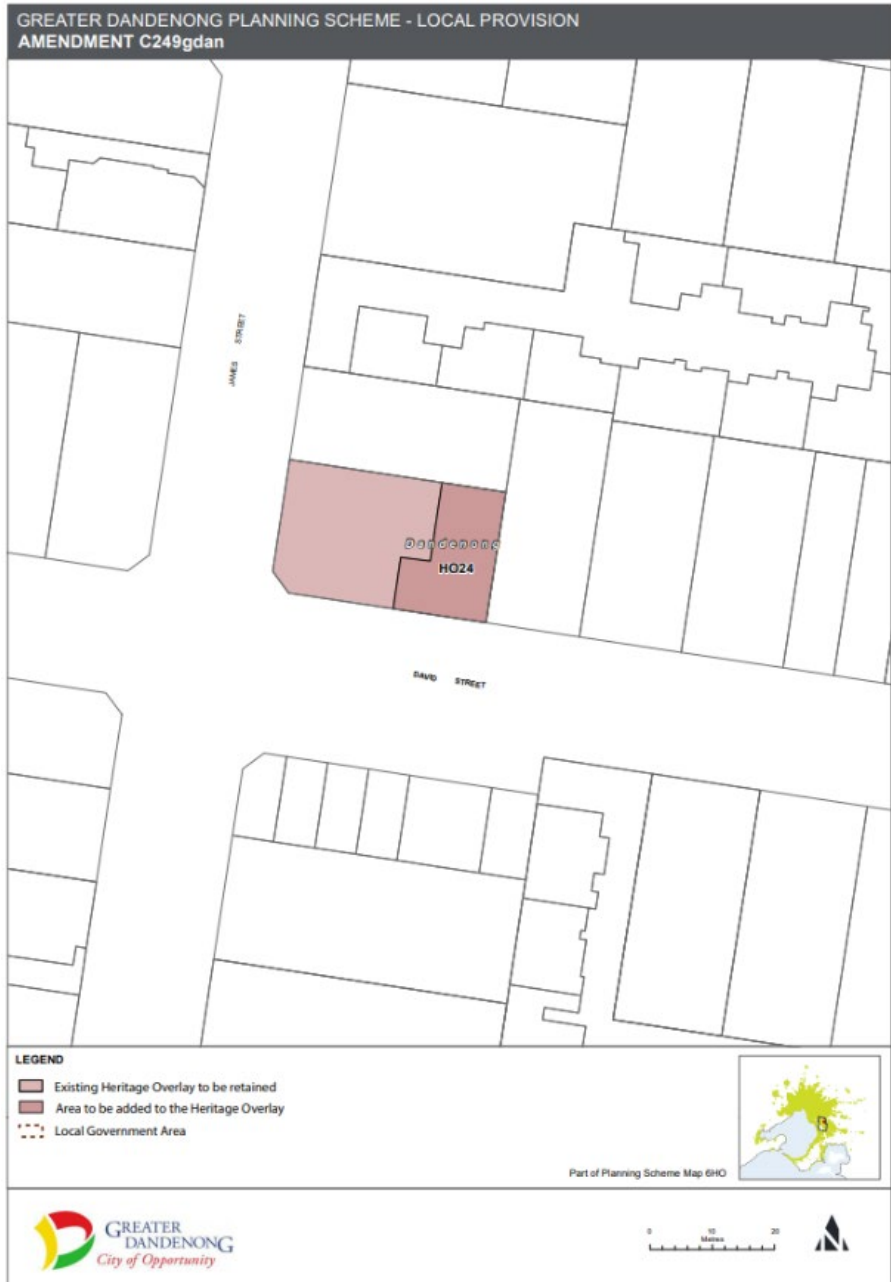 GREATER DANDENONG PLANNING SCHEME - LOCAL PROVISION
AMENDMENT C249gdan
JAMES STREET
Dandenong
HO24
DAVID STREET
LEGEND
Existing Heritage Overlay to be retained
Area to be added to the Heritage Overlay
Local Government Area
Part of Planning Scheme Map 6HO
GREATER
DANDENONG
City of Opportunity
0 10 20
Metres
N